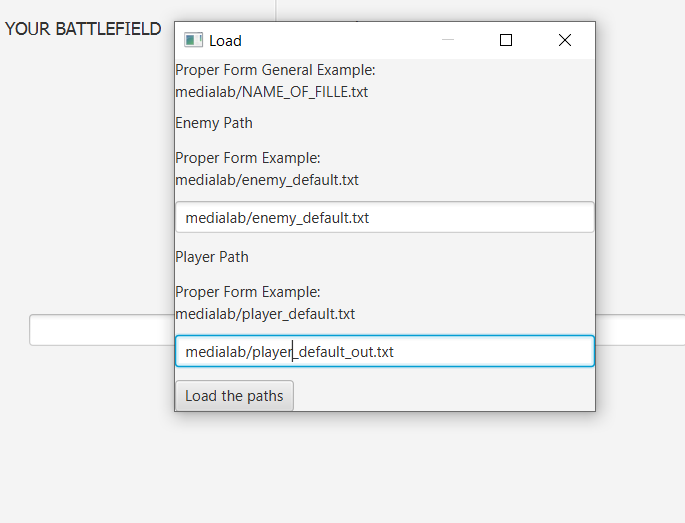 YOUR BATTLEFIELD
Load
Proper Form General Example:
medialab/NAME_OF_FILLE.txt
Enemy Path
Proper Form Example:
medialab/enemy_default.txt
medialab/enemy_default.txt
Player Path
Proper Form Example:
medialab/player_default.txt
medialab/player_default_out.txt
Load the paths